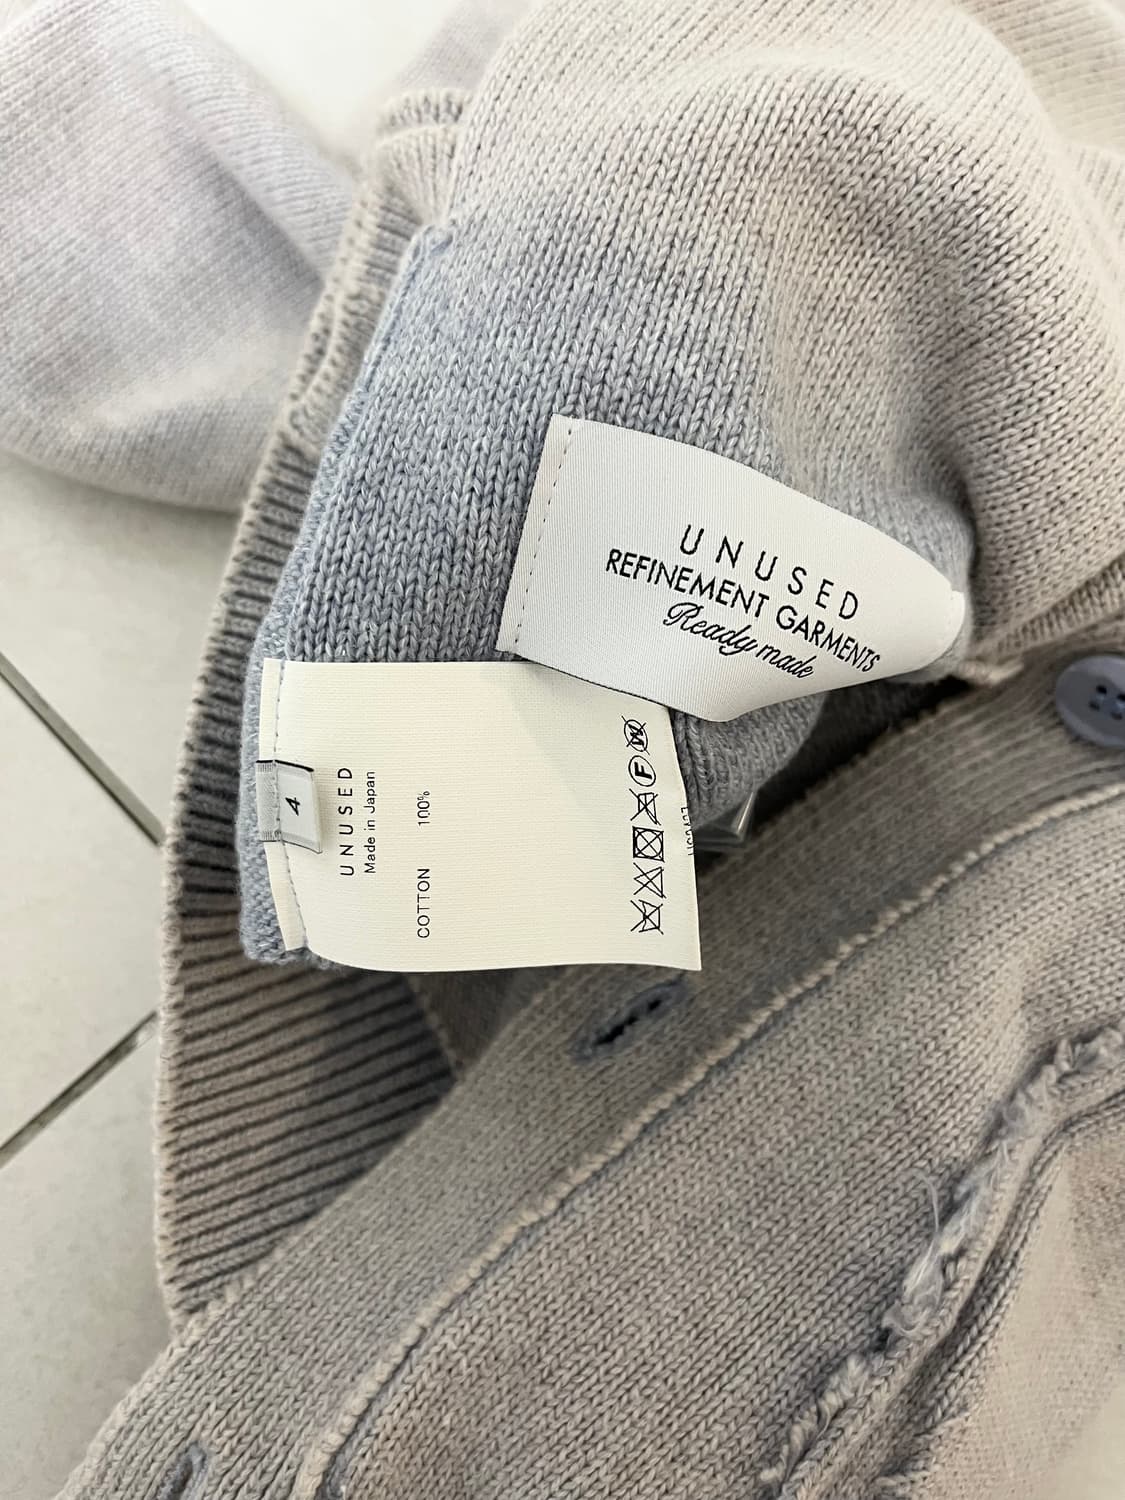 UNUSED
REFINEMENT GARMENTS
Ready made
4
UNUSED
Made in Japan
COTTON 100%
F
W